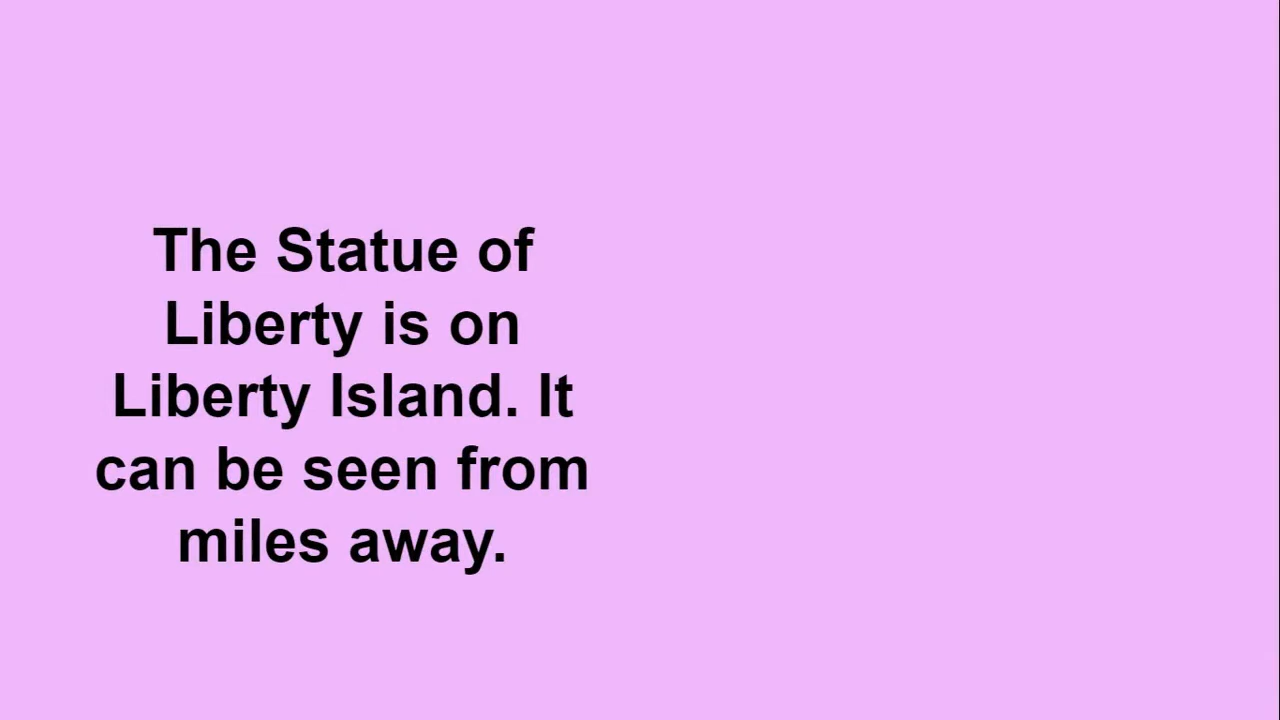 The Statue of
Liberty is on
Liberty Island. It
can be seen from
miles away.